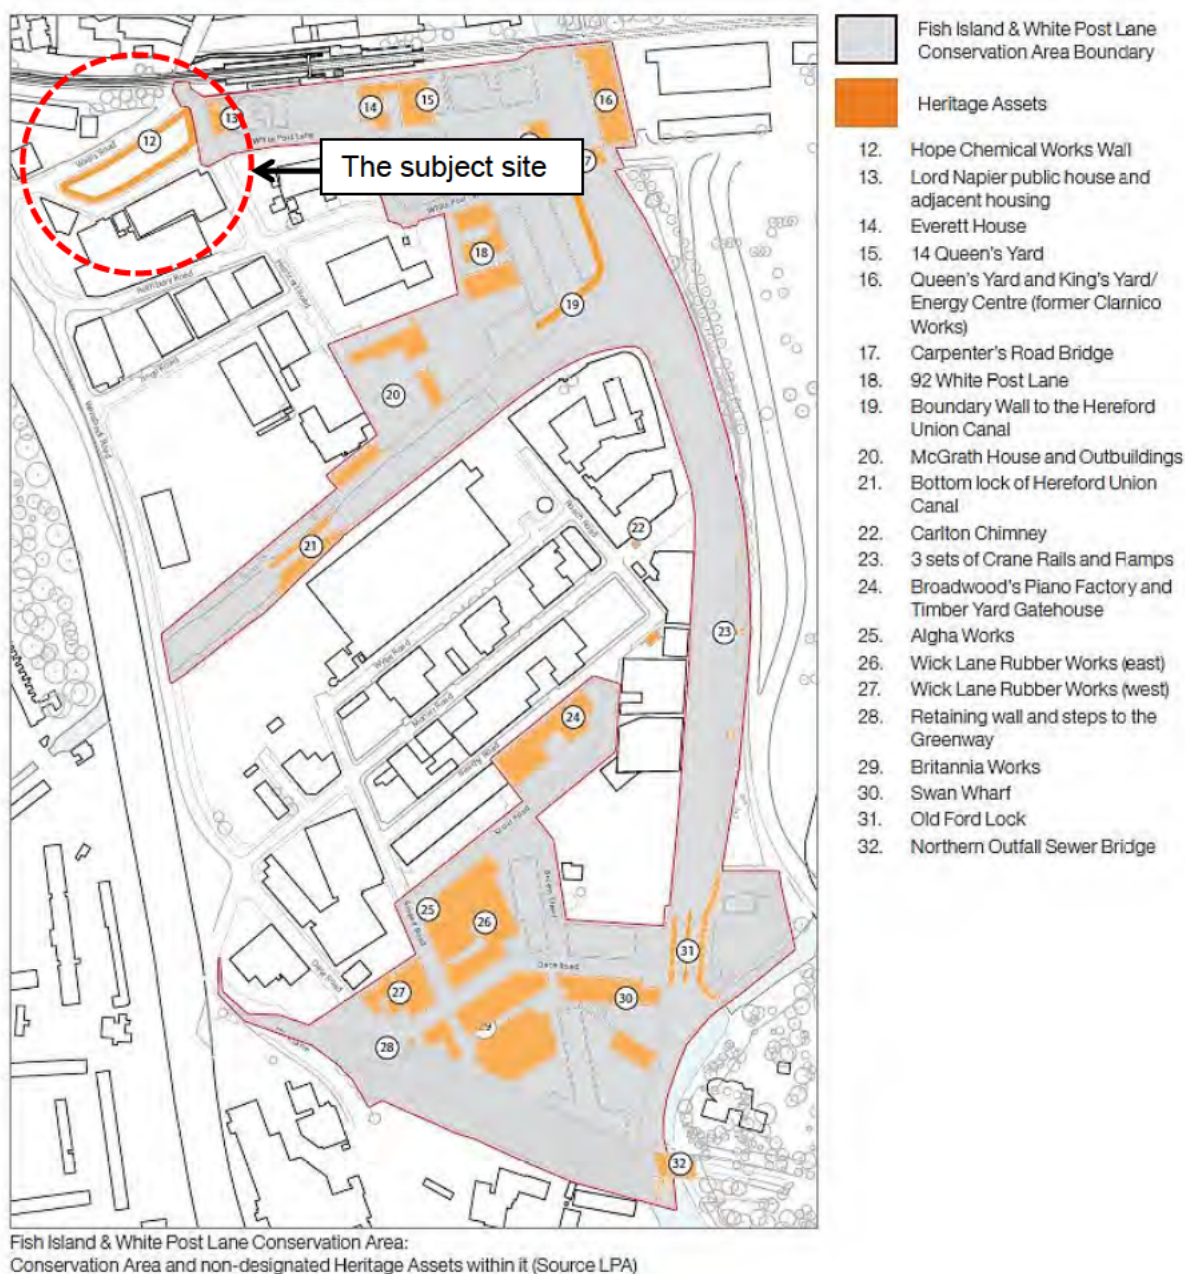 The subject site
White Post Lane
Rothbury Road
12
13
14
15
16
18
19
20
21
22
23
24
25
26
27
28
29
30
31
32
Fish Island & White Post Lane
Conservation Area Boundary
Heritage Assets
12. Hope Chemical Works Wall
13. Lord Napier public house and
adjacent housing
14. Everett House
15. 14 Queen's Yard
16. Queen's Yard and King's Yard/
Energy Centre (former Clarnico
Works)
17. Carpenter's Road Bridge
18. 92 White Post Lane
19. Boundary Wall to the Hereford
Union Canal
20. McGrath House and Outbuildings
21. Bottom lock of Hereford Union
Canal
22. Carlton Chimney
23. 3 sets of Crane Rails and Ramps
24. Broadwood's Piano Factory and
Timber Yard Gatehouse
25. Algha Works
26. Wick Lane Rubber Works (east)
27. Wick Lane Rubber Works (west)
28. Retaining wall and steps to the
Greenway
29. Britannia Works
30. Swan Wharf
31. Old Ford Lock
32. Northern Outfall Sewer Bridge
Fish Island & White Post Lane Conservation Area:
Conservation Area and non-designated Heritage Assets within it (Source LPA)